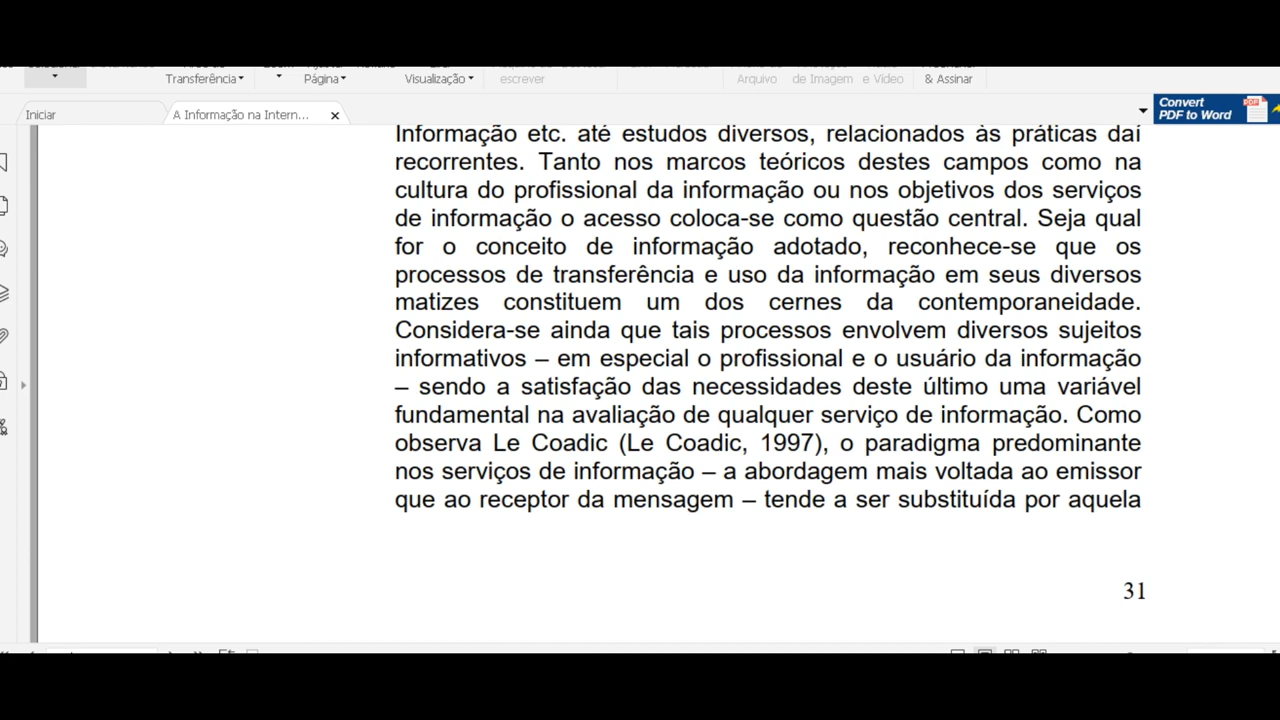 Transferência
Página
Visualização
escrever
Arquivo
de Imagem
e Vídeo
& Assinar
Iniciar
A Informação na Intern...
Convert
PDF to Word
Informação etc. até estudos diversos, relacionados às práticas daí
recorrentes. Tanto nos marcos teóricos destes campos como na
cultura do profissional da informação ou nos objetivos dos serviços
de informação o acesso coloca-se como questão central. Seja qual
for o conceito de informação adotado, reconhece-se que os
processos de transferência e uso da informação em seus diversos
matizes constituem um dos cernes da contemporaneidade.
Considera-se ainda que tais processos envolvem diversos sujeitos
informativos – em especial o profissional e o usuário da informação
– sendo a satisfação das necessidades deste último uma variável
fundamental na avaliação de qualquer serviço de informação. Como
observa Le Coadic (Le Coadic, 1997), o paradigma predominante
nos serviços de informação – a abordagem mais voltada ao emissor
que ao receptor da mensagem – tende a ser substituída por aquela
31